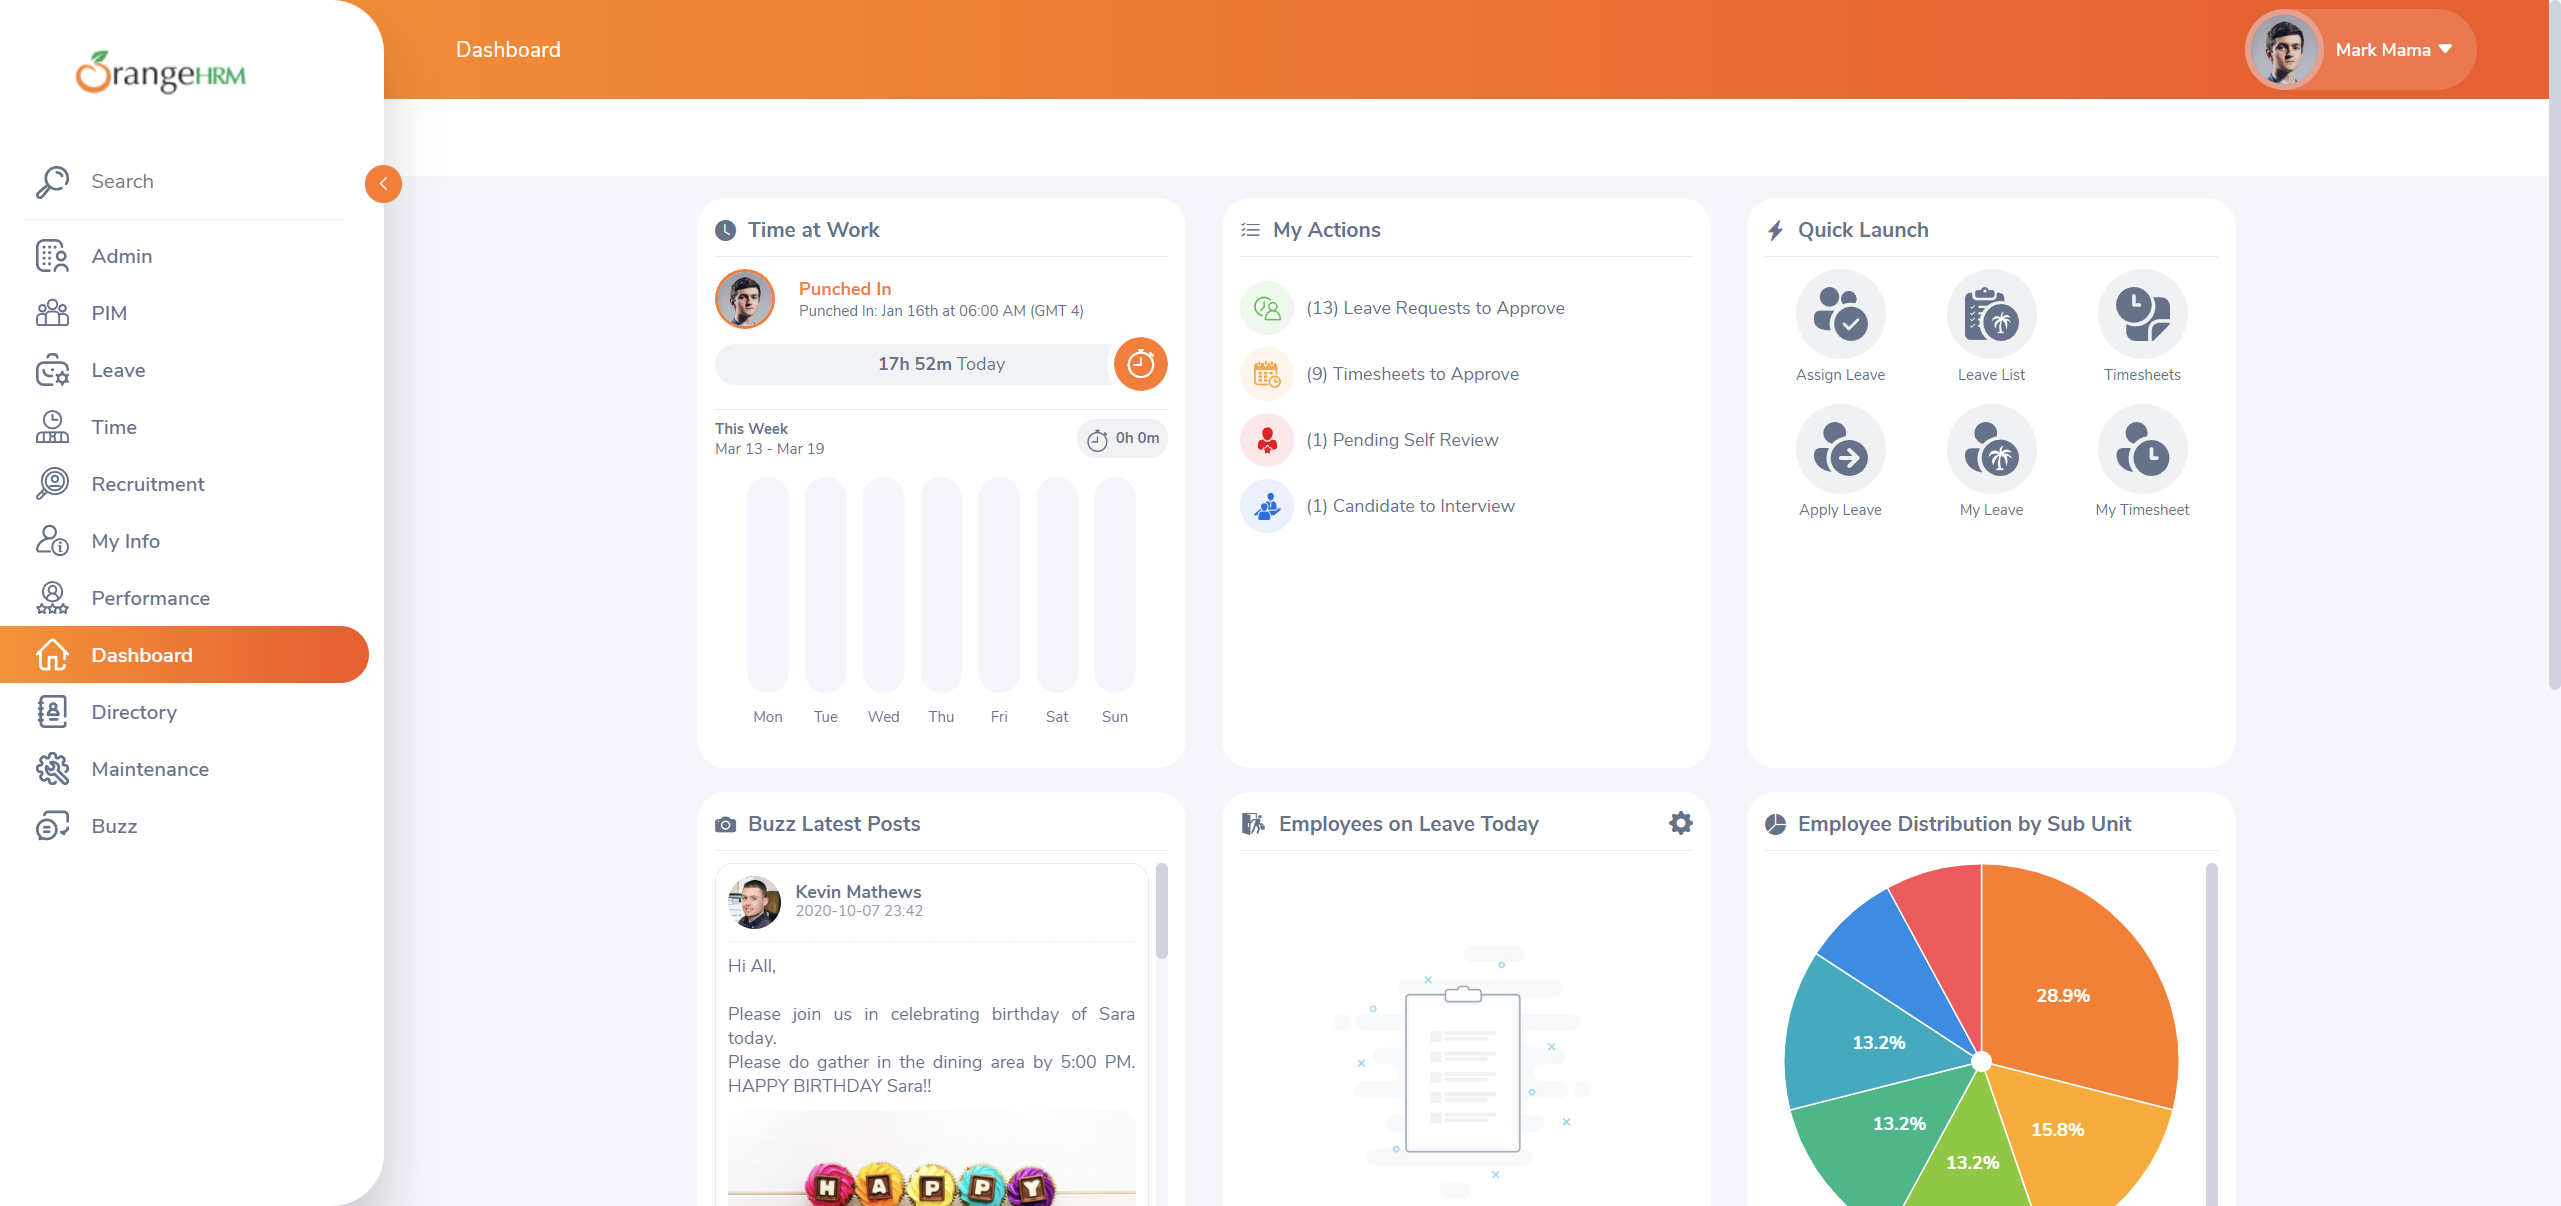 OrangeHRM
Search
Admin
PIM
Leave
Time
Recruitment
My Info
Performance
Dashboard
Directory
Maintenance
Buzz
Dashboard
Mark Mama
Time at Work
Punched In
Punched In: Jan 16th at 06:00 AM (GMT 4)
17h 52m Today
This Week
Mar 13 - Mar 19
0h 0m
Mon Tue Wed Thu Fri Sat Sun
My Actions
(13) Leave Requests to Approve
(9) Timesheets to Approve
(1) Pending Self Review
(1) Candidate to Interview
Quick Launch
Assign Leave Leave List Timesheets
Apply Leave My Leave My Timesheet
Buzz Latest Posts
Kevin Mathews
2020-10-07 23:42
Hi All,
Please join us in celebrating birthday of Sara
today.
Please do gather in the dining area by 5:00 PM.
HAPPY BIRTHDAY Sara!!
HAPPY
Employees on Leave Today
Employee Distribution by Sub Unit
28.9%
13.2%
13.2%
15.8%
13.2%